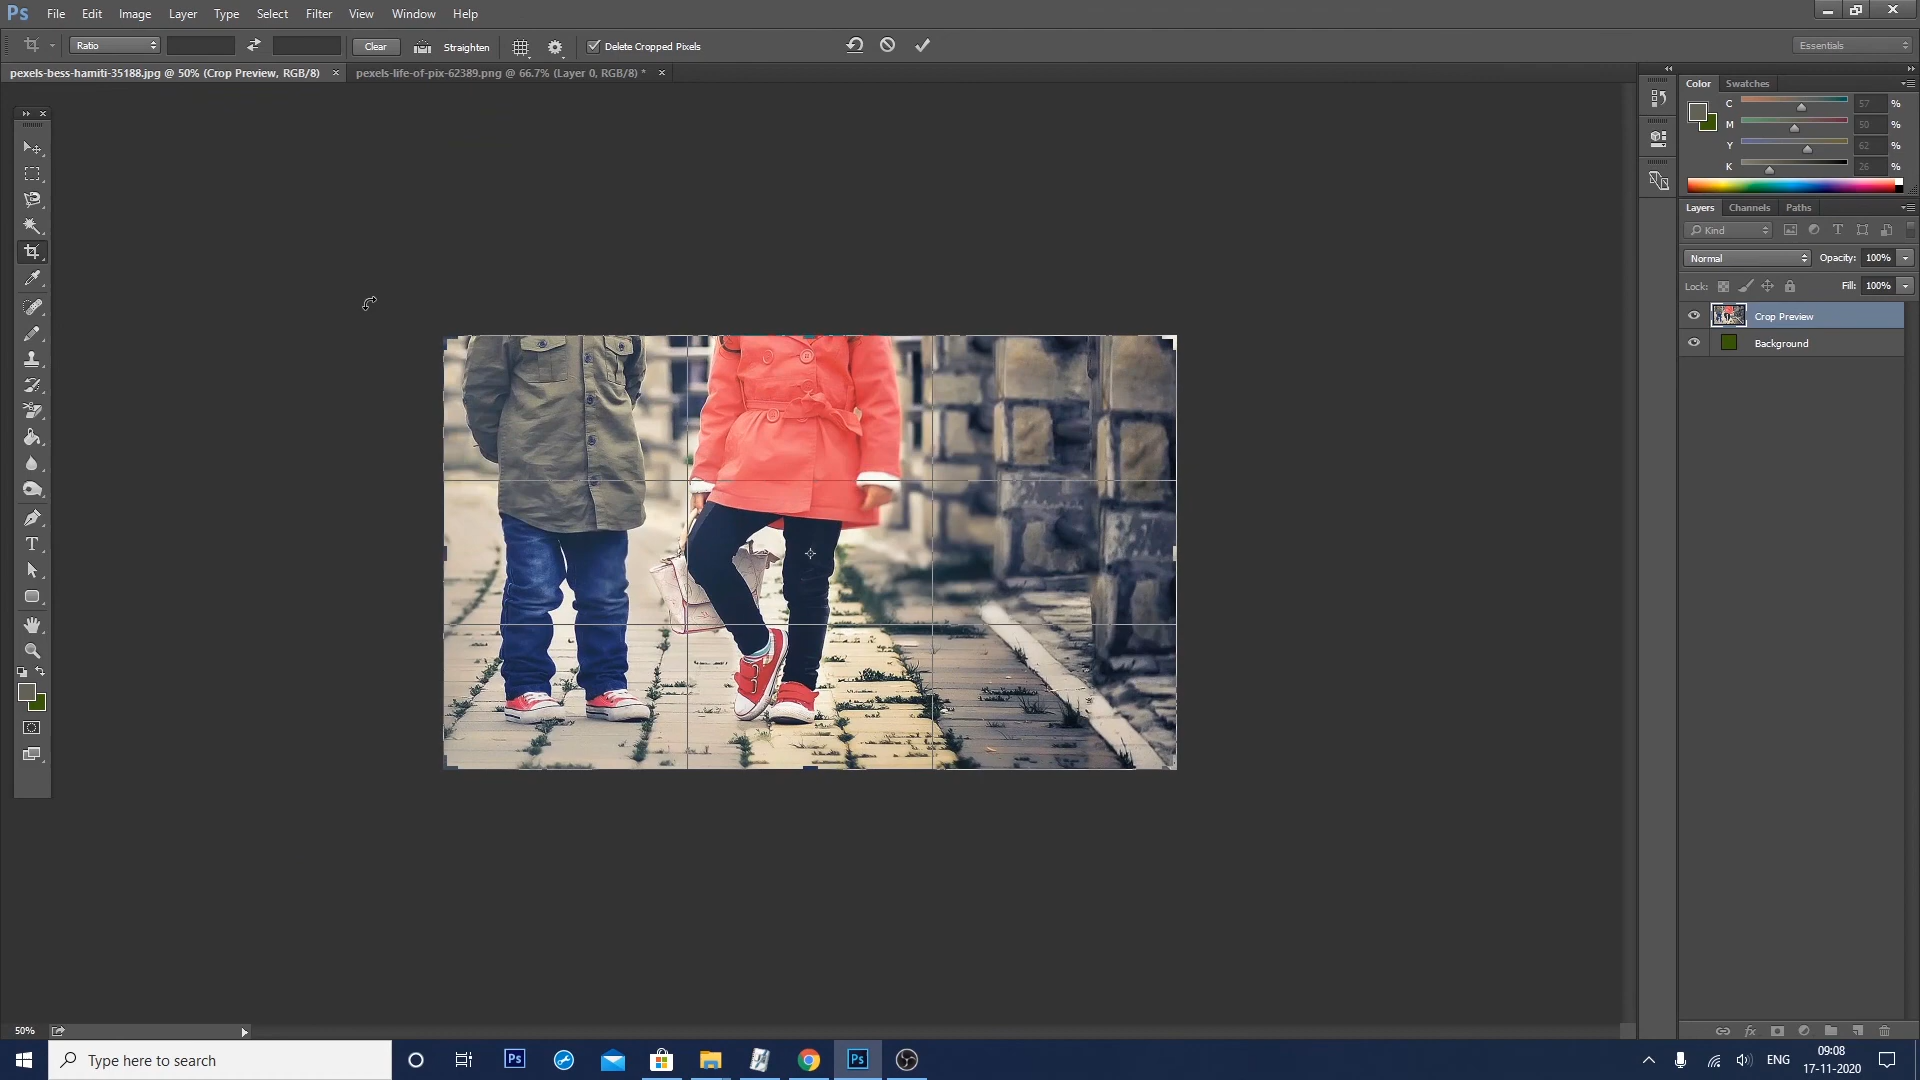 Ps File Edit Image Layer Type Select Filter View Window Help
Ratio Clear Straighten Delete Cropped Pixels Essentials
pexels-bess-hamiti-35188.jpg @ 50% (Crop Preview, RGB/8) × pexels-life-of-pix-62389.png @ 66.7% (Layer 0, RGB/8) * ×
Color Swatches
C 57 %
M 50 %
Y 62 %
K 26 %
Layers Channels Paths
Kind T
Normal Opacity: 100%
Lock: Fill: 100%
Crop Preview
Background
T
50%
fx
Type here to search
Ps
Ps
ENG
09:08
17-11-2020